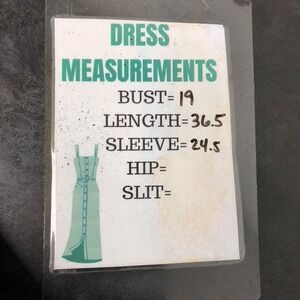 DRESS
MEASUREMENTS
BUST= 19
LENGTH= 36.5
SLEEVE= 24.5
HIP=
SLIT=